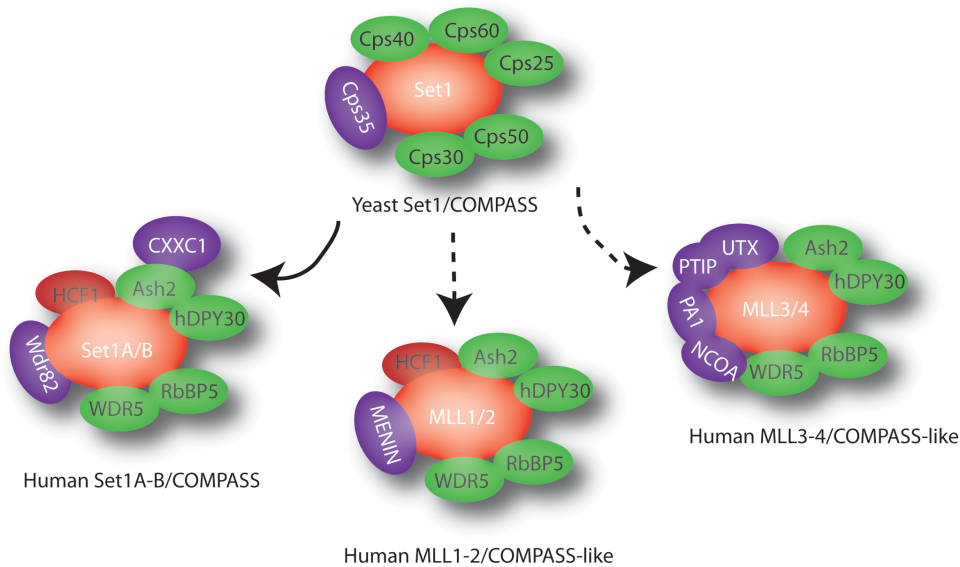 Cps40
Cps60
Cps25
Set1
Cps35
Cps50
Cps30
Yeast Set1/COMPASS
CXXC1
HCF1
Ash2
hDPY30
Set1A/B
Wdr82
WDR5
RbBP5
Human Set1A-B/COMPASS
HCF1
Ash2
hDPY30
MLL1/2
MENIN
WDR5
RbBP5
Human MLL1-2/COMPASS-like
UTX
PTIP
Ash2
hDPY30
PA1
MLL3/4
NCOA
WDR5
RbBP5
Human MLL3-4/COMPASS-like